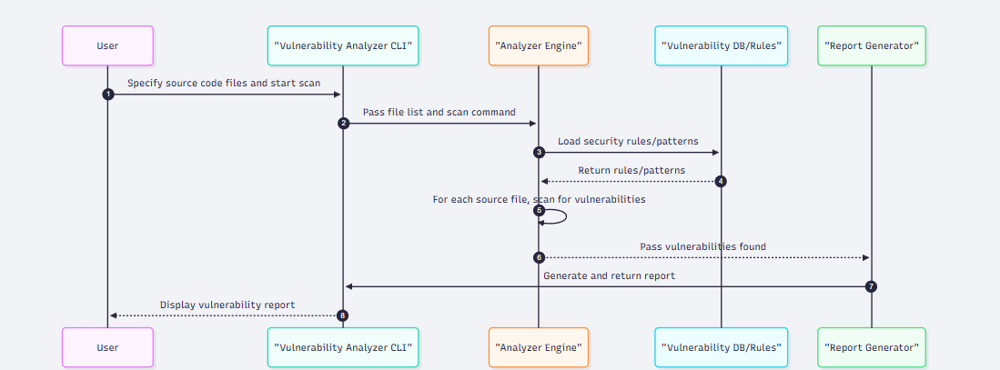 User
"Vulnerability Analyzer CLI"
"Analyzer Engine"
"Vulnerability DB/Rules"
"Report Generator"
1
Specify source code files and start scan
2
Pass file list and scan command
3
Load security rules/patterns
Return rules/patterns
4
For each source file, scan for vulnerabilities
5
6
Pass vulnerabilities found
Generate and return report
7
Display vulnerability report
8
User
"Vulnerability Analyzer CLI"
"Analyzer Engine"
"Vulnerability DB/Rules"
"Report Generator"